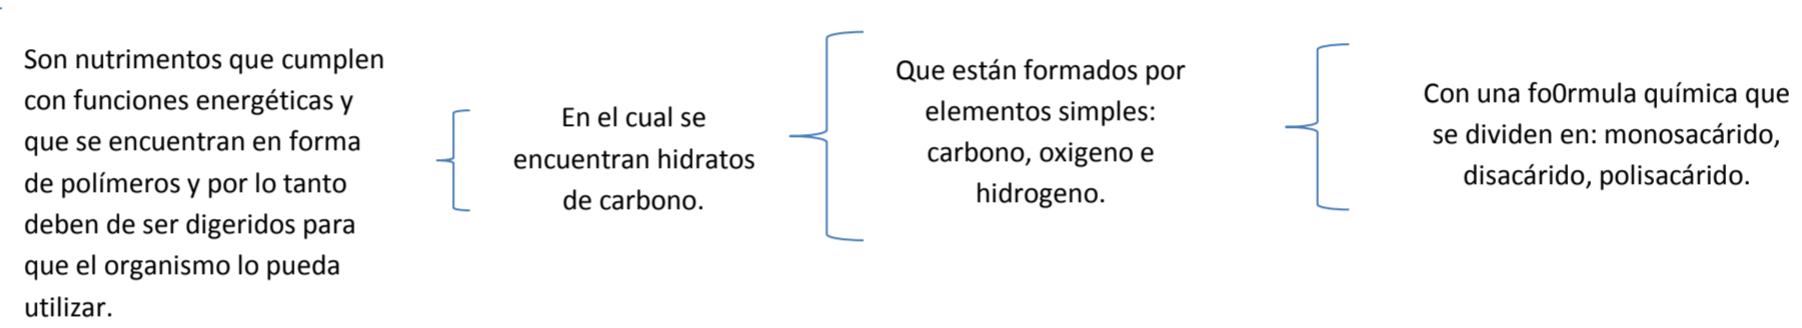 Son nutrimentos que cumplen
con funciones energéticas y
que se encuentran en forma
de polímeros y por lo tanto
deben de ser digeridos para
que el organismo lo pueda
utilizar.
En el cual se
encuentran hidratos
de carbono.
Que están formados por
elementos simples:
carbono, oxigeno e
hidrogeno.
Con una fo0rmula química que
se dividen en: monosacárido,
disacárido, polisacárido.